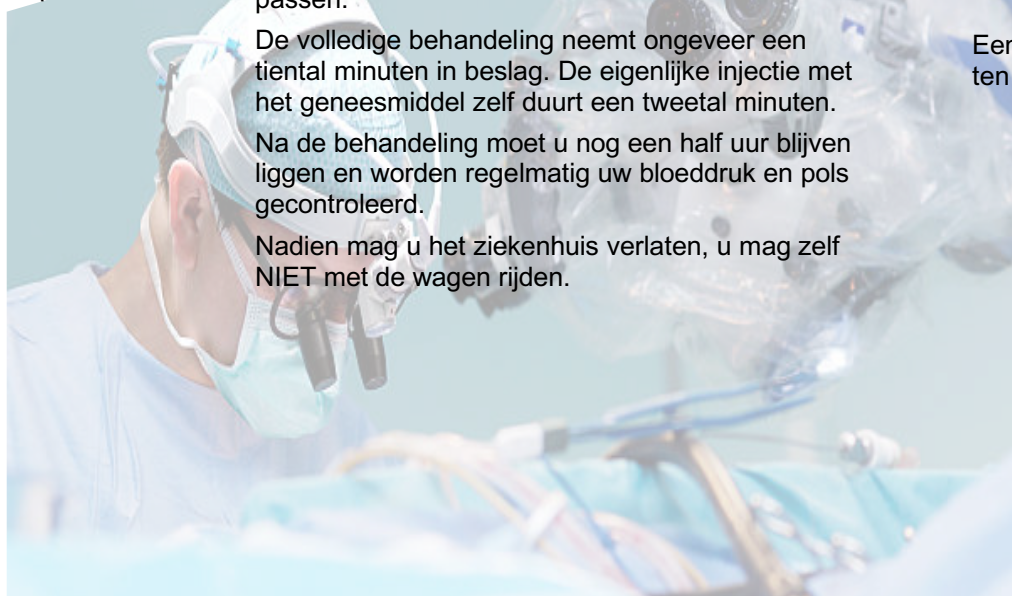 passen.
De volledige behandeling neemt ongeveer een
tiental minuten in beslag. De eigenlijke injectie met
het geneesmiddel zelf duurt een tweetal minuten.
Na de behandeling moet u nog een half uur blijven
liggen en worden regelmatig uw bloeddruk en pols
gecontroleerd.
Nadien mag u het ziekenhuis verlaten, u mag zelf
NIET met de wagen rijden.
ten